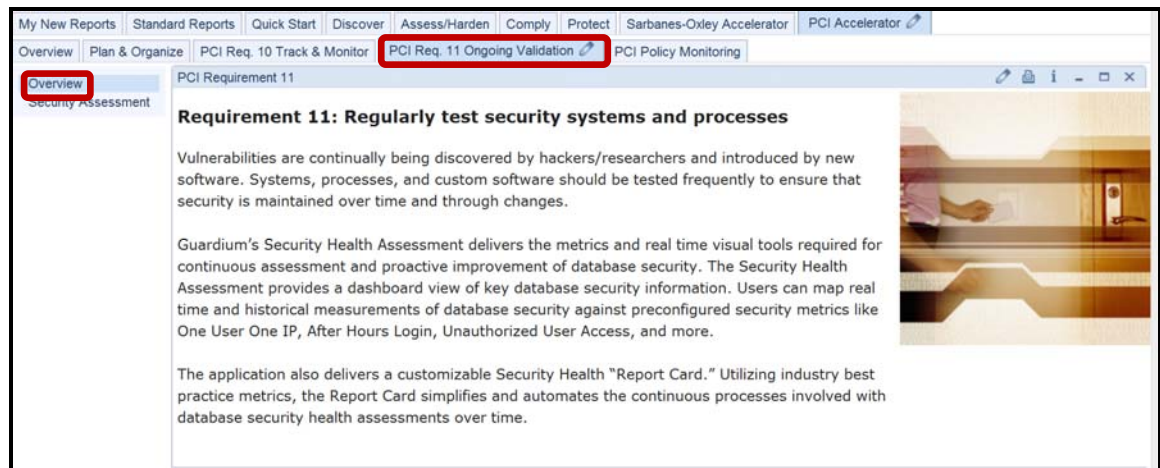 My New Reports Standard Reports Quick Start Discover Assess/Harden Comply Protect Sarbanes-Oxley Accelerator PCI Accelerator
Overview Plan & Organize PCI Req. 10 Track & Monitor PCI Req. 11 Ongoing Validation PCI Policy Monitoring
Overview
Security Assessment
PCI Requirement 11
Requirement 11: Regularly test security systems and processes
Vulnerabilities are continually being discovered by hackers/researchers and introduced by new
software. Systems, processes, and custom software should be tested frequently to ensure that
security is maintained over time and through changes.
Guardium's Security Health Assessment delivers the metrics and real time visual tools required for
continuous assessment and proactive improvement of database security. The Security Health
Assessment provides a dashboard view of key database security information. Users can map real
time and historical measurements of database security against preconfigured security metrics like
One User One IP, After Hours Login, Unauthorized User Access, and more.
The application also delivers a customizable Security Health “Report Card.” Utilizing industry best
practice metrics, the Report Card simplifies and automates the continuous processes involved with
database security health assessments over time.